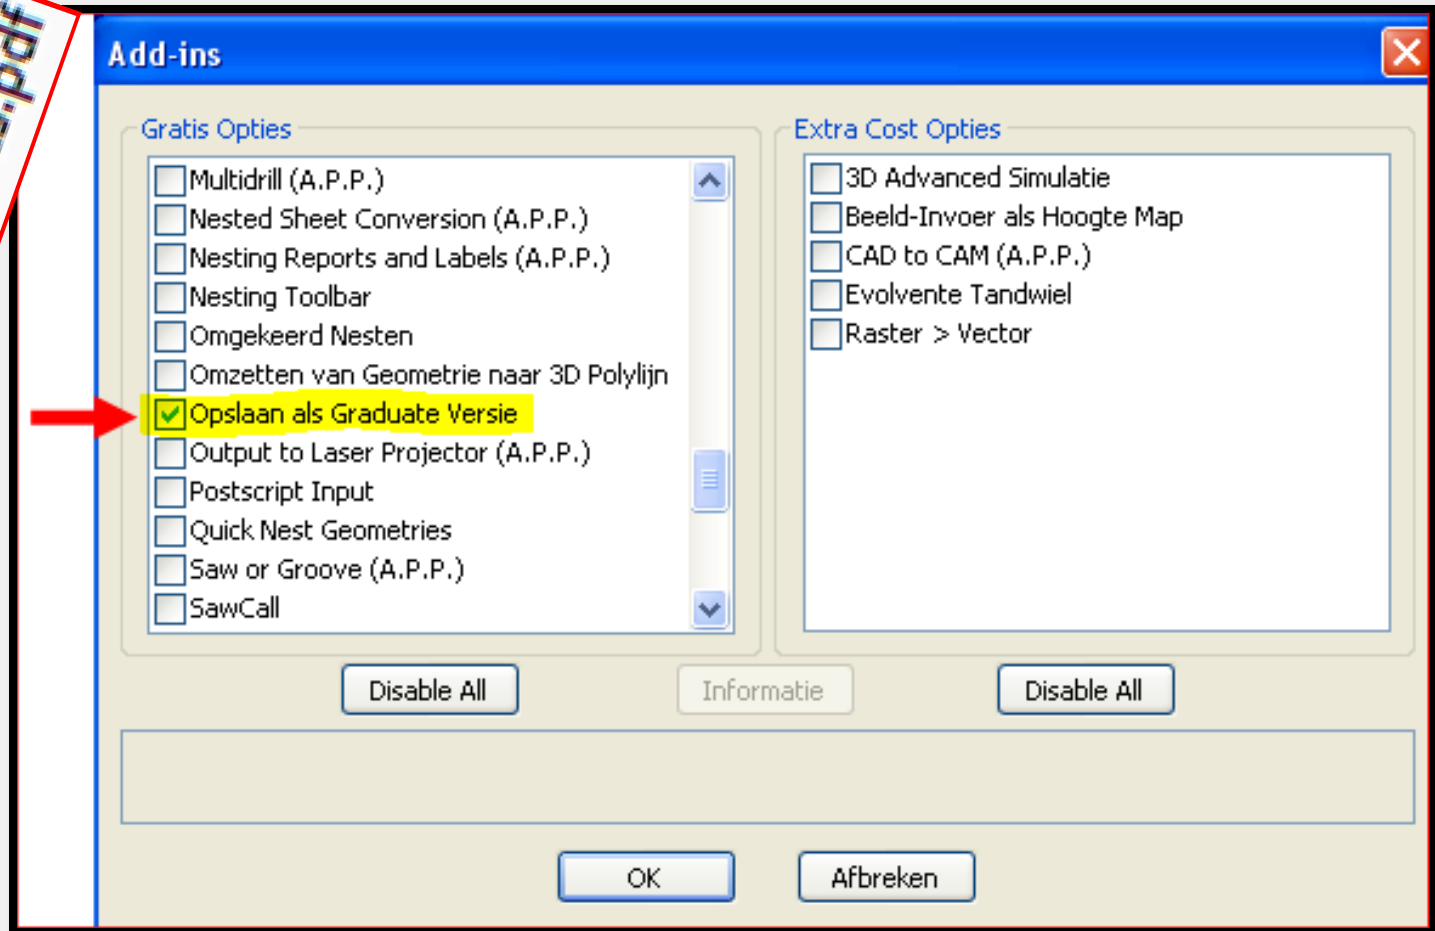 .pdf
Add-ins
Gratis Opties
Multidrill (A.P.P.)
Nested Sheet Conversion (A.P.P.)
Nesting Reports and Labels (A.P.P.)
Nesting Toolbar
Omgekeerd Nesten
Omzetten van Geometrie naar 3D Polylijn
Opslaan als Graduate Versie
Output to Laser Projector (A.P.P.)
Postscript Input
Quick Nest Geometries
Saw or Groove (A.P.P.)
SawCall
Disable All
Extra Cost Opties
3D Advanced Simulatie
Beeld-Invoer als Hoogte Map
CAD to CAM (A.P.P.)
Evolvente Tandwiel
Raster > Vector
Informatie
Disable All
OK
Afbreken